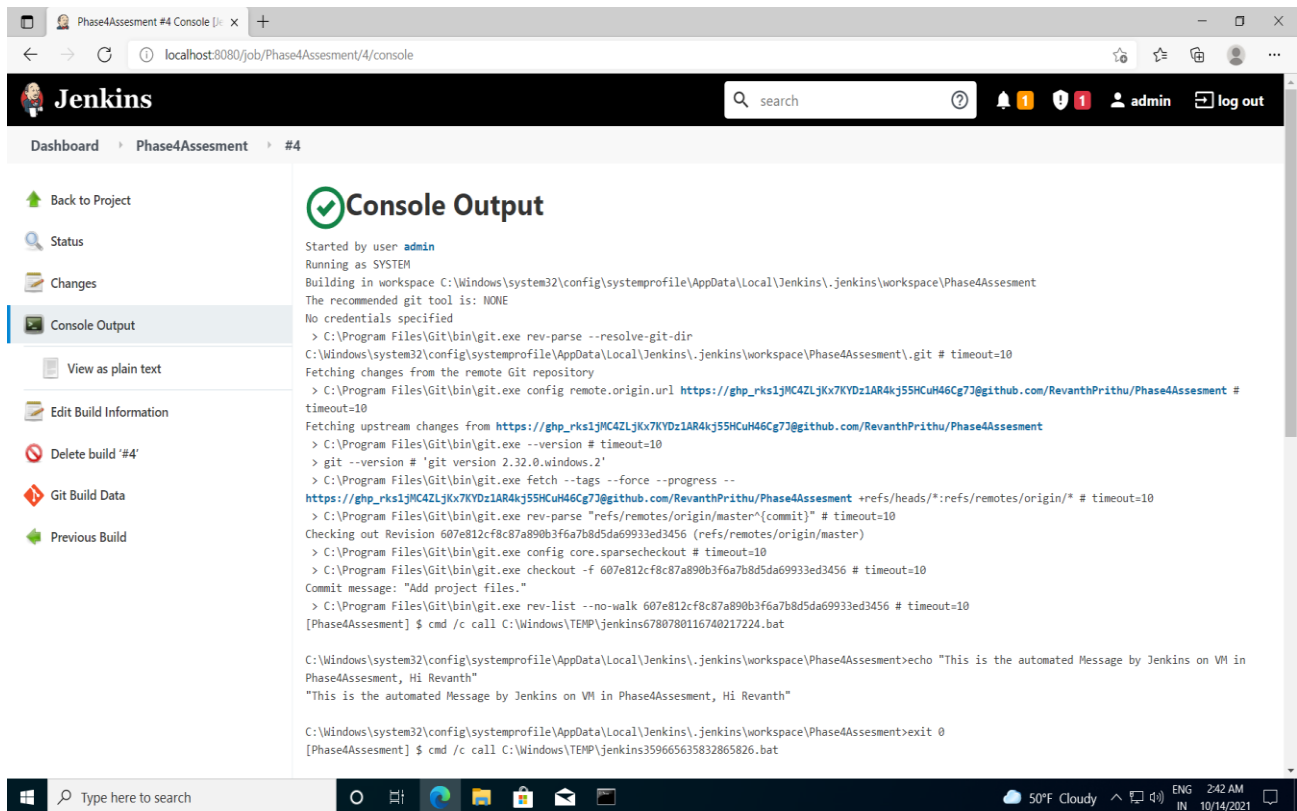 Phase4Assesment #4 Console [Je
localhost:8080/job/Phase4Assesment/4/console
Jenkins
search
1
1
admin
log out
Dashboard
Phase4Assesment
#4
Back to Project
Status
Changes
Console Output
View as plain text
Edit Build Information
Delete build '#4'
Git Build Data
Previous Build
Console Output
Started by user admin
Running as SYSTEM
Building in workspace C:\Windows\system32\config\systemprofile\AppData\Local\Jenkins\.jenkins\workspace\Phase4Assesment
The recommended git tool is: NONE
No credentials specified
> C:\Program Files\Git\bin\git.exe rev-parse --resolve-git-dir
C:\Windows\system32\config\systemprofile\AppData\Local\Jenkins\.jenkins\workspace\Phase4Assesment\.git # timeout=10
Fetching changes from the remote Git repository
> C:\Program Files\Git\bin\git.exe config remote.origin.url https://[REDACTED]@github.com/RevanthPrithu/Phase4Assesment #
timeout=10
Fetching upstream changes from https://[REDACTED]@github.com/RevanthPrithu/Phase4Assesment
> C:\Program Files\Git\bin\git.exe --version # timeout=10
> git --version # 'git version 2.32.0.windows.2'
> C:\Program Files\Git\bin\git.exe fetch --tags --force --progress --
https://[REDACTED]@github.com/RevanthPrithu/Phase4Assesment +refs/heads/*:refs/remotes/origin/* # timeout=10
> C:\Program Files\Git\bin\git.exe rev-parse "refs/remotes/origin/master^{commit}" # timeout=10
Checking out Revision 607e812cf8c87a890b3f6a7b8d5da69933ed3456 (refs/remotes/origin/master)
> C:\Program Files\Git\bin\git.exe config core.sparsecheckout # timeout=10
> C:\Program Files\Git\bin\git.exe checkout -f 607e812cf8c87a890b3f6a7b8d5da69933ed3456 # timeout=10
Commit message: "Add project files."
> C:\Program Files\Git\bin\git.exe rev-list --no-walk 607e812cf8c87a890b3f6a7b8d5da69933ed3456 # timeout=10
[Phase4Assesment] $ cmd /c call C:\Windows\TEMP\jenkins6780780116740217224.bat
C:\Windows\system32\config\systemprofile\AppData\Local\Jenkins\.jenkins\workspace\Phase4Assesment>echo "This is the automated Message by Jenkins on VM in
Phase4Assesment, Hi Revanth"
"This is the automated Message by Jenkins on VM in Phase4Assesment, Hi Revanth"
C:\Windows\system32\config\systemprofile\AppData\Local\Jenkins\.jenkins\workspace\Phase4Assesment>exit 0
[Phase4Assesment] $ cmd /c call C:\Windows\TEMP\jenkins359665635832865826.bat
Type here to search
50°F Cloudy
ENG
IN
2:42 AM
10/14/2021